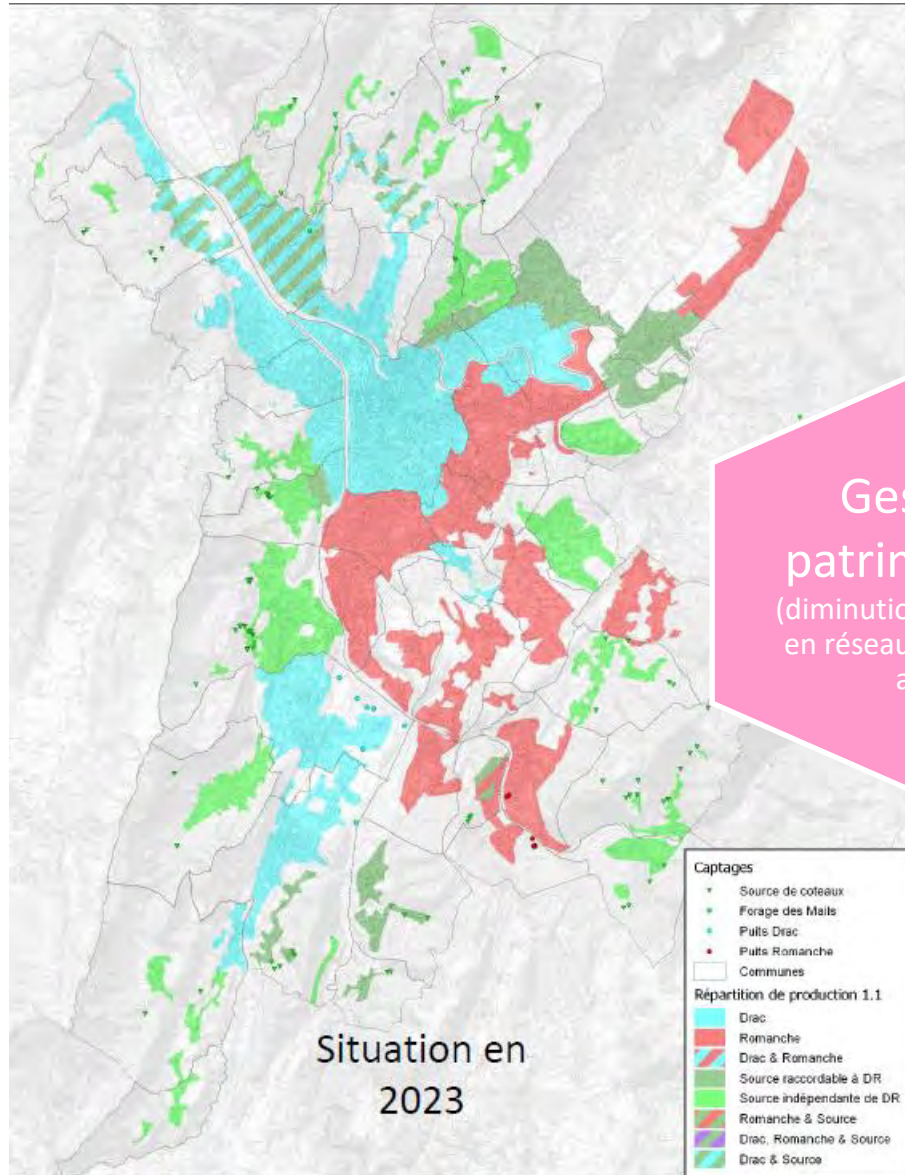 Ges
patrin
(diminutio
en réseau
a
Captages
Source de coteaux
Forage des Mails
Puits Drac
Puits Romanche
Communes
Répartition de production 1.1
Drac
Romanche
Drac & Romanche
Source raccordable à DR
Source indépendante de DR
Romanche & Source
Drac, Romanche & Source
Drac & Source
Situation en
2023